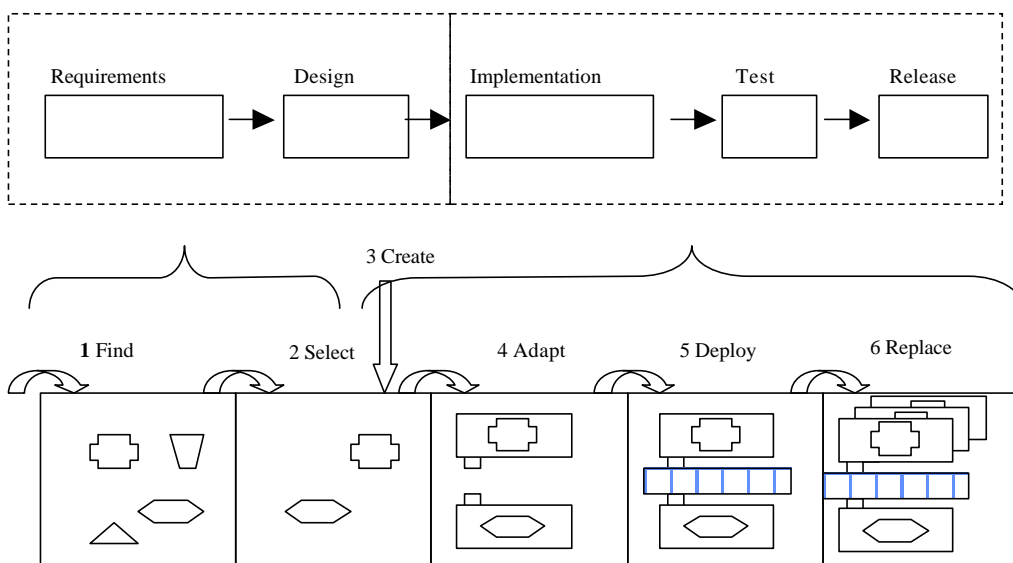 Requirements
Design
Implementation
Test
Release
3 Create
1 Find
2 Select
4 Adapt
5 Deploy
6 Replace